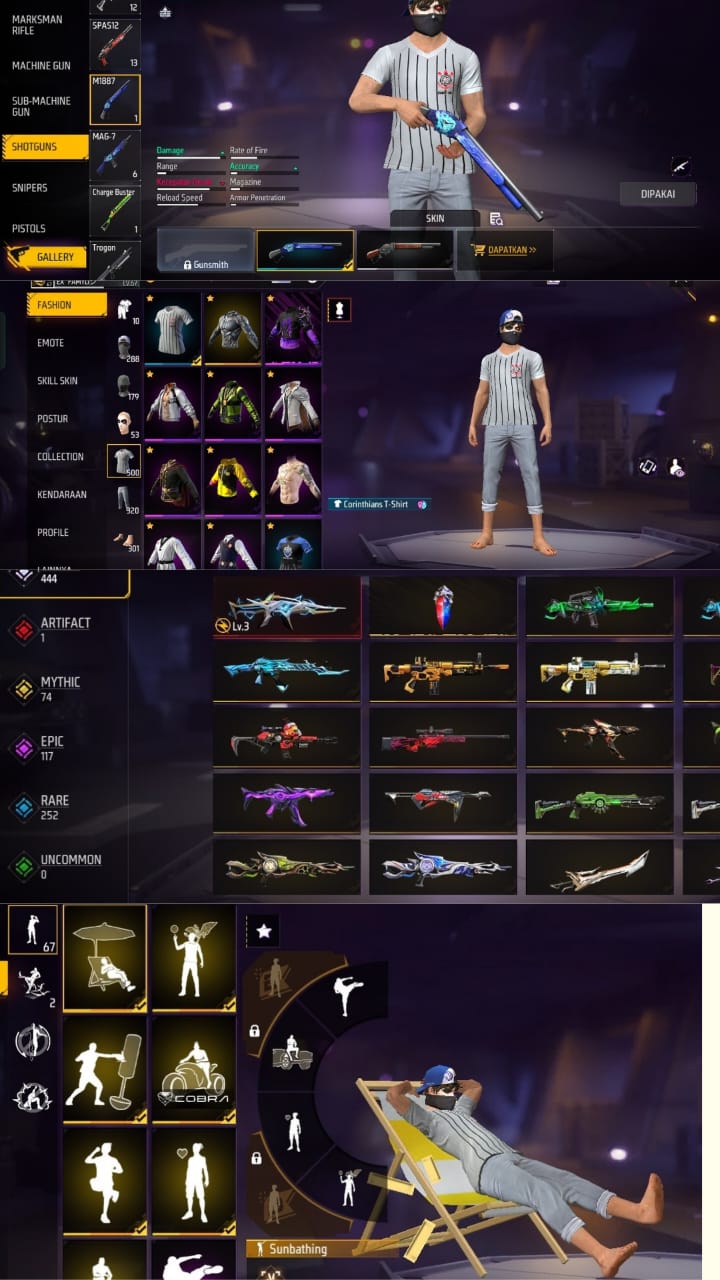 12
MARKSMAN
RIFLE
SPAS12
13
MACHINE GUN
M1887
1
SUB-MACHINE
GUN
MAG-7
6
SHOTGUNS
Damage
Rate of Fire
Range
Accuracy
Magazine
Reload Speed
Armor Penetration
SNIPERS
Charge Buster
1
DIPAKAI
PISTOLS
SKIN
GALLERY
Trogon
Gunsmith
DAPATKAN >>
FASHION
10
EMOTE
288
SKILL SKIN
179
POSTUR
53
COLLECTION
500
KENDARAAN
320
Corinthians T-Shirt
PROFILE
301
444
Lv.3
ARTIFACT
1
MYTHIC
74
EPIC
117
RARE
252
UNCOMMON
0
67
2
COBRA
Sunbathing